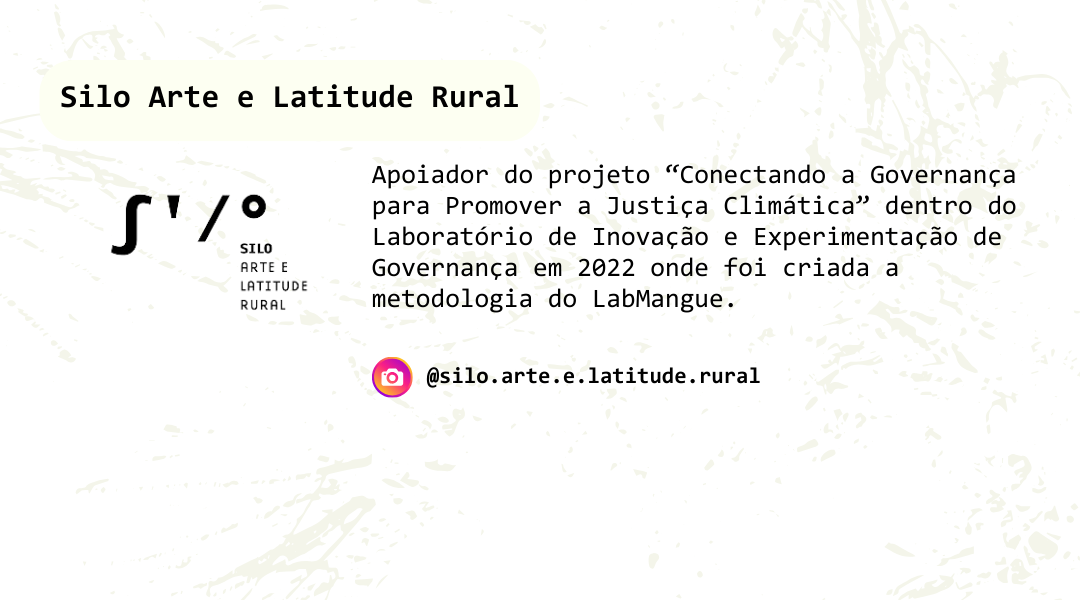 Silo Arte e Latitude Rural
ʃ'/°
SILO
ARTE E
LATITUDE
RURAL
Apoiador do projeto “Conectando a Governança
para Promover a Justiça Climática” dentro do
Laboratório de Inovação e Experimentação de
Governança em 2022 onde foi criada a
metodologia do LabMangue.
@silo.arte.e.latitude.rural